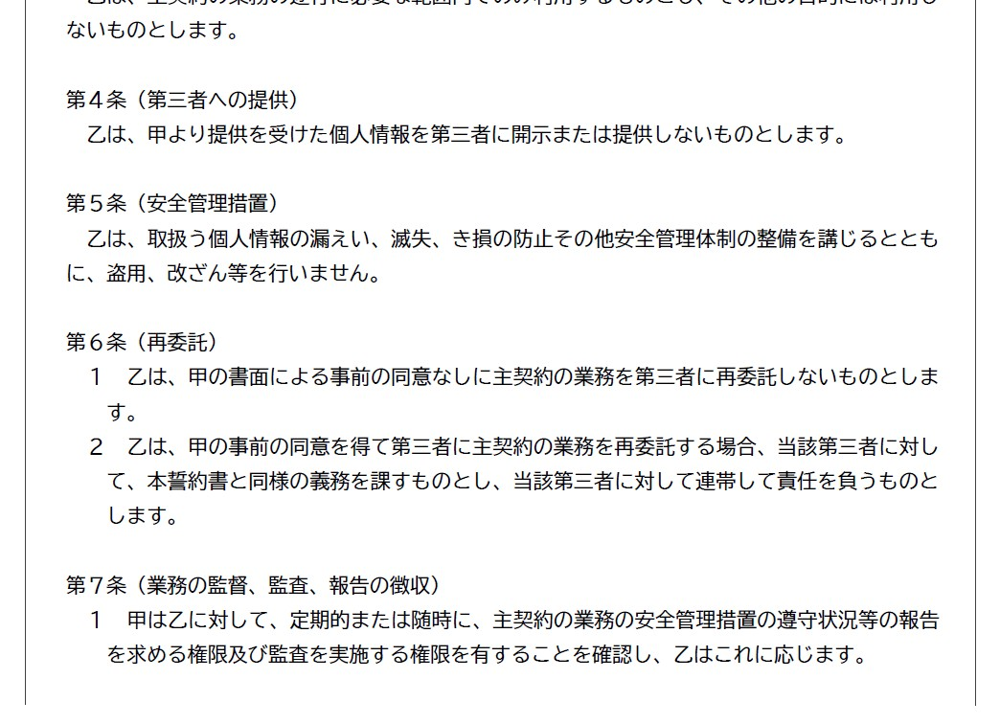 ないものとします。
第４条（第三者への提供）
乙は、甲より提供を受けた個人情報を第三者に開示または提供しないものとします。
第５条（安全管理措置）
乙は、取扱う個人情報の漏えい、滅失、き損の防止その他安全管理体制の整備を講じるととも
に、盗用、改ざん等を行いません。
第６条（再委託）
１　乙は、甲の書面による事前の同意なしに主契約の業務を第三者に再委託しないものとしま
す。
２　乙は、甲の事前の同意を得て第三者に主契約の業務を再委託する場合、当該第三者に対し
て、本誓約書と同様の義務を課すものとし、当該第三者に対して連帯して責任を負うものと
します。
第７条（業務の監督、監査、報告の徴収）
１　甲は乙に対して、定期的または随時に、主契約の業務の安全管理措置の遵守状況等の報告
を求める権限及び監査を実施する権限を有することを確認し、乙はこれに応じます。